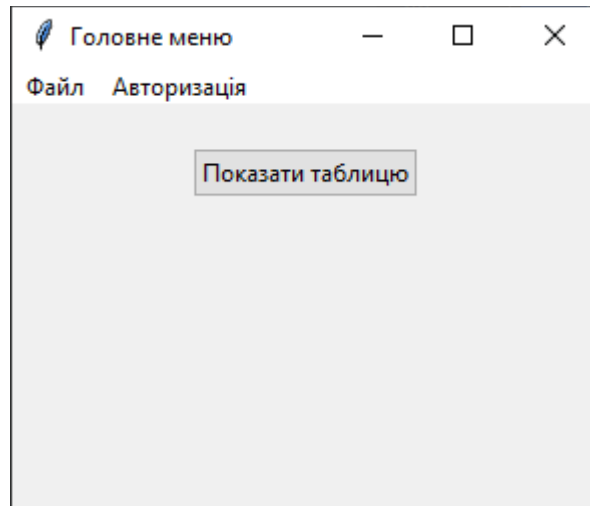 Головне меню
Файл Авторизація
Показати таблицю